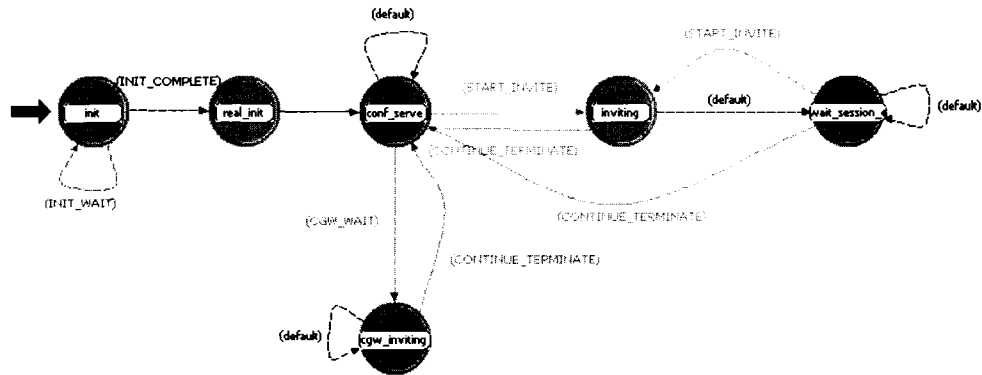 (default)
(START_INVITE)
(INIT_COMPLETE)
(START_INVITE)
(default)
(default)
init
real_init
conf_serve
inviting
wait_session_
(CONTINUE_TERMINATE)
(INIT_WAIT)
(CGW_WAIT)
(CONTINUE_TERMINATE)
(CONTINUE_TERMINATE)
(default)
cgw_inviting